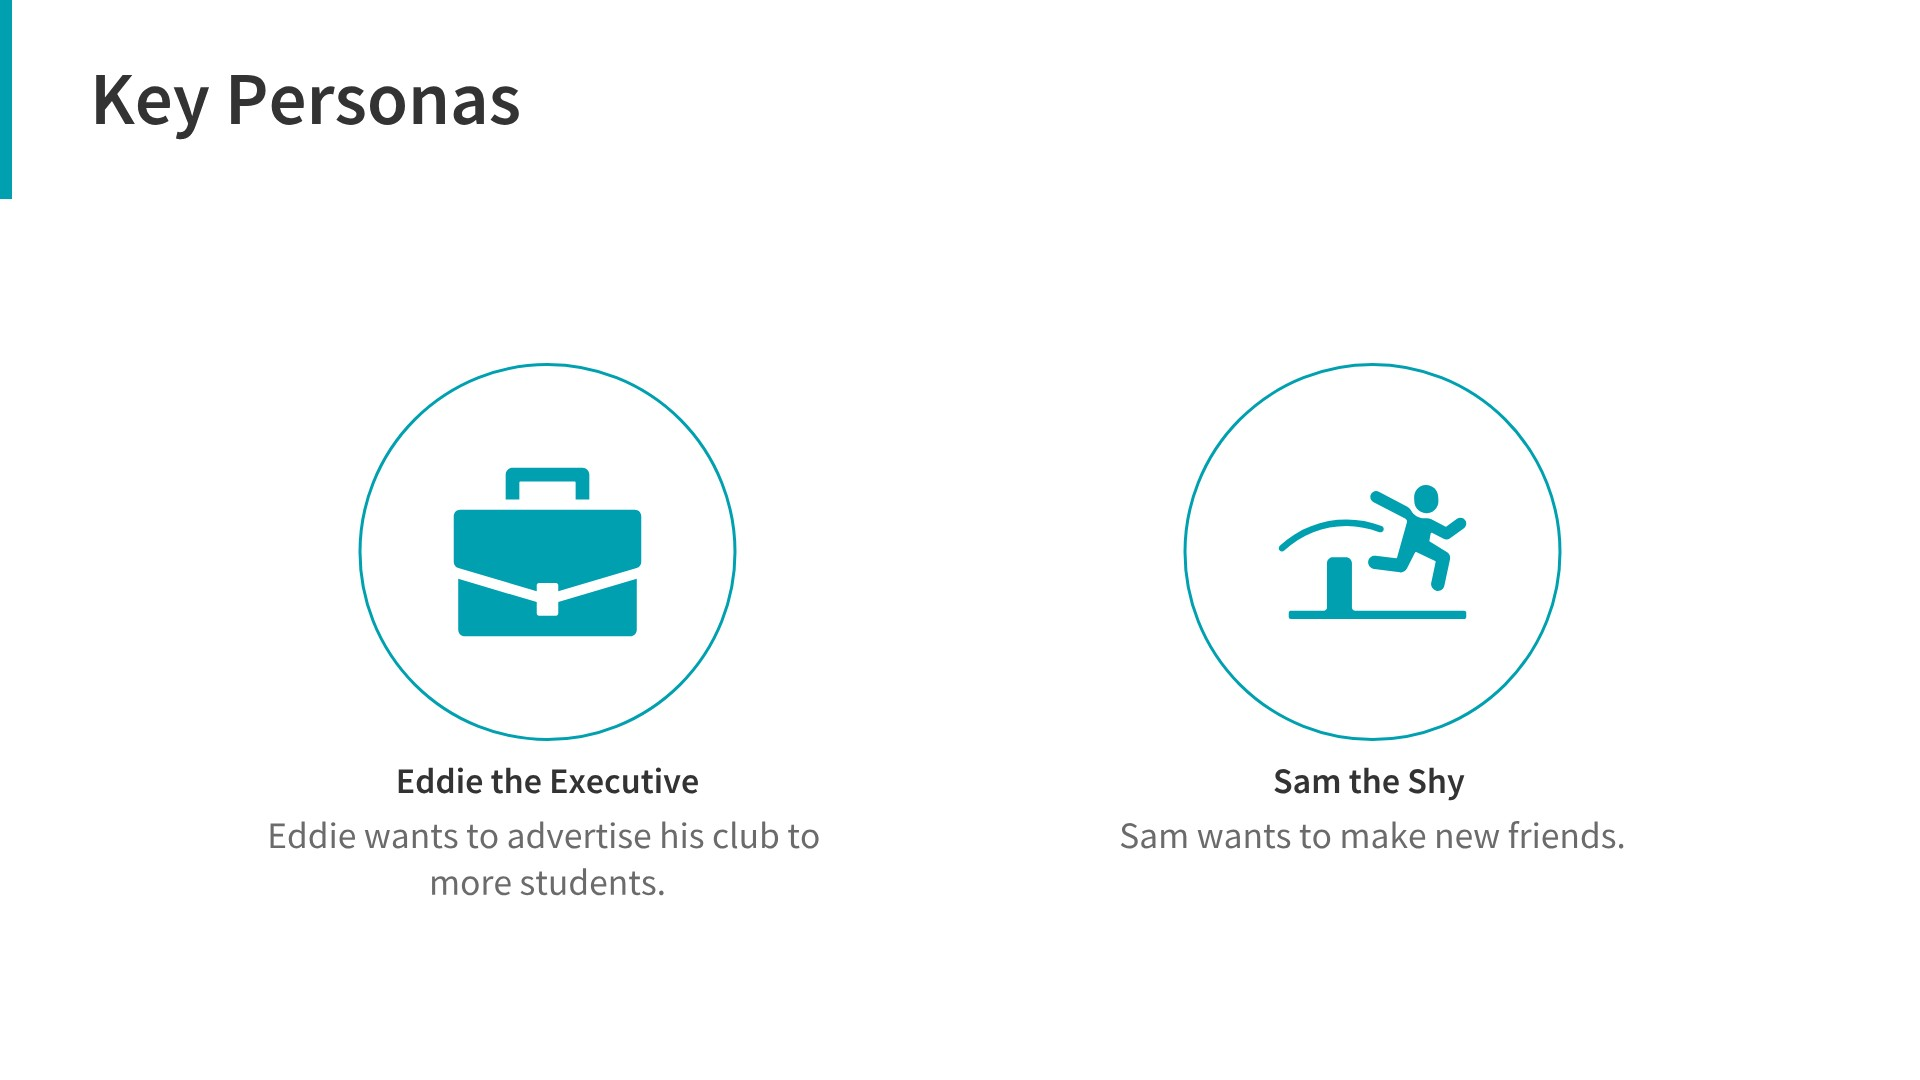 Key Personas
Eddie the Executive
Eddie wants to advertise his club to
more students.
Sam the Shy
Sam wants to make new friends.